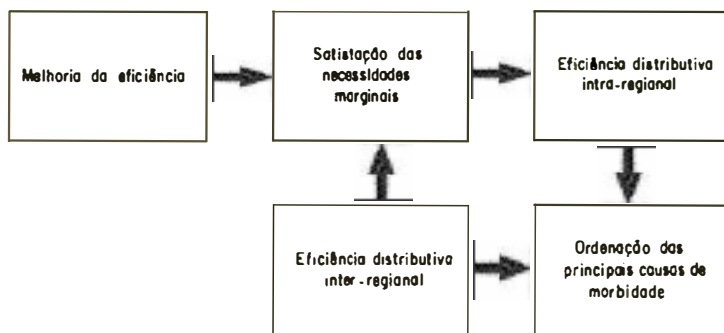 Melhoria da eficiência
Satistação das
necessidades
marginais
Eficiência distributiva
intra-regional
Eficiência distributiva
inter-regional
Ordenação das
principais causas de
morbidade